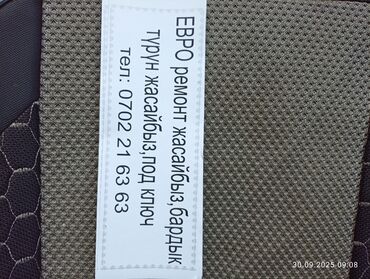 ЕВРО ремонт жасайбыз,бардык
түрүн жасайбыз,под ключ
тел: 0702 21 63 63
30.09.2025 09:08